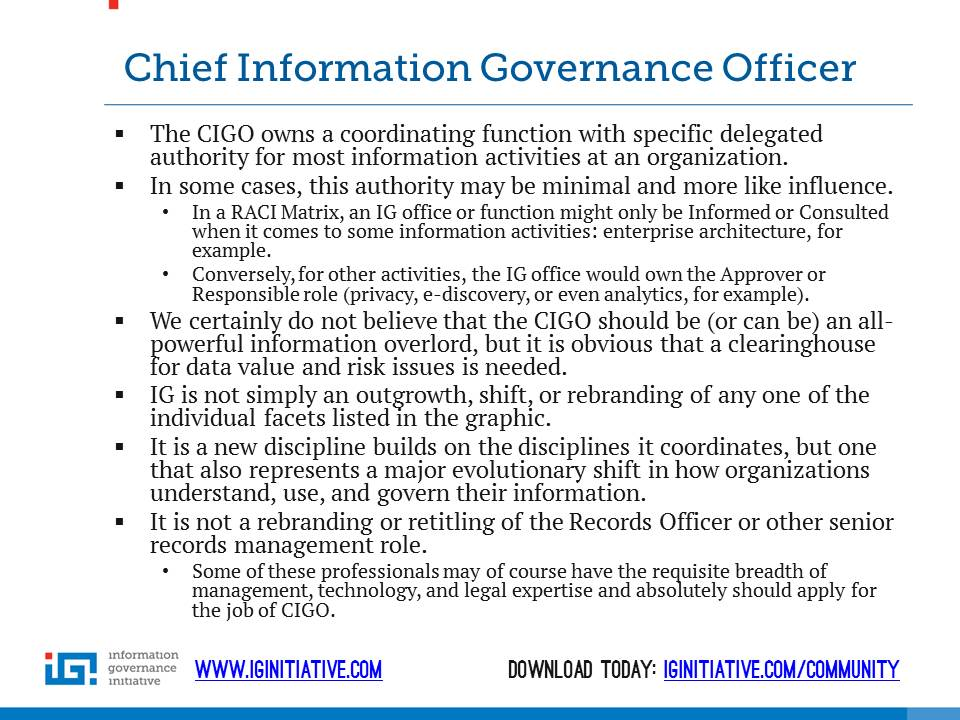 Chief Information Governance Officer
▪ The CIGO owns a coordinating function with specific delegated
authority for most information activities at an organization.
▪ In some cases, this authority may be minimal and more like influence.
• In a RACI Matrix, an IG office or function might only be Informed or Consulted
when it comes to some information activities: enterprise architecture, for
example.
• Conversely, for other activities, the IG office would own the Approver or
Responsible role (privacy, e-discovery, or even analytics, for example).
▪ We certainly do not believe that the CIGO should be (or can be) an all-
powerful information overlord, but it is obvious that a clearinghouse
for data value and risk issues is needed.
▪ IG is not simply an outgrowth, shift, or rebranding of any one of the
individual facets listed in the graphic.
▪ It is a new discipline builds on the disciplines it coordinates, but one
that also represents a major evolutionary shift in how organizations
understand, use, and govern their information.
▪ It is not a rebranding or retitling of the Records Officer or other senior
records management role.
• Some of these professionals may of course have the requisite breadth of
management, technology, and legal expertise and absolutely should apply for
the job of CIGO.
iG!
information
governance
initiative
WWW.IGINITIATIVE.COM
DOWNLOAD TODAY: IGINITIATIVE.COM/COMMUNITY